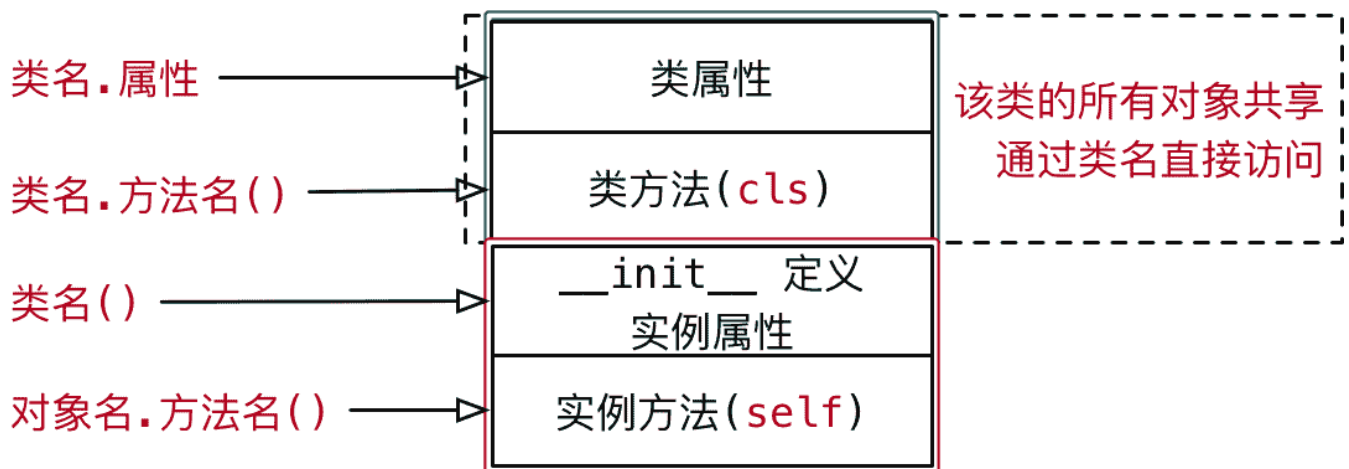 类名.属性
类属性
该类的所有对象共享
通过类名直接访问
类名.方法名()
类方法(cls)
类名()
__init__ 定义
实例属性
对象名.方法名()
实例方法(self)